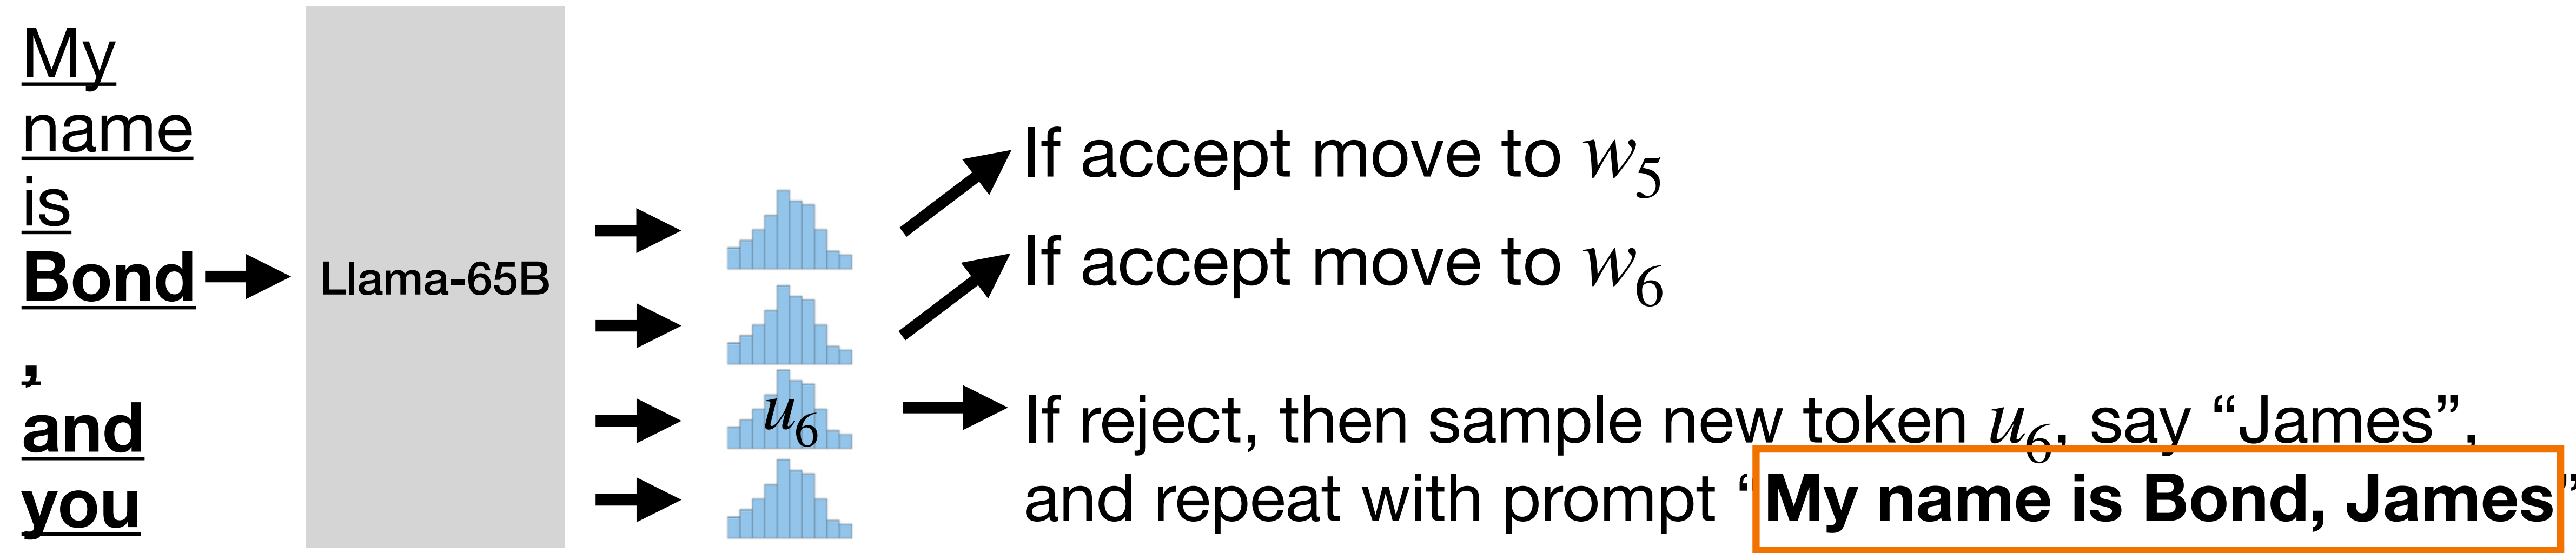 My
name
is
Bond
,
and
you
Llama-65B
u₆
If accept move to w₅
If accept move to w₆
If reject, then sample new token u₆, say “James”,
and repeat with prompt “My name is Bond, James”